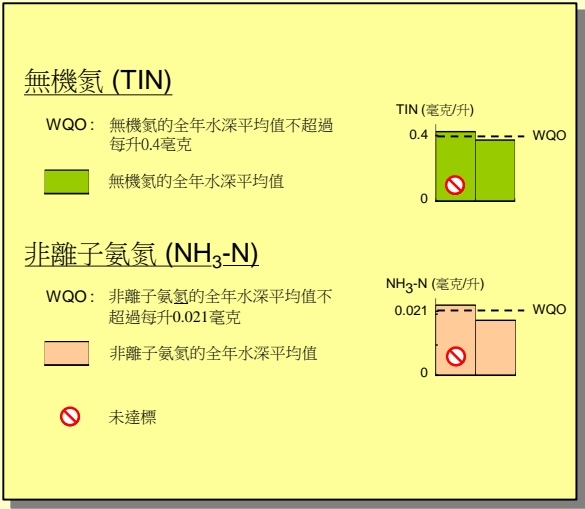 無機氮 (TIN)
WQO : 無機氮的全年水深平均值不超過
每升0.4毫克
無機氮的全年水深平均值
TIN (毫克/升)
0.4
WQO
0
非離子氨氮 (NH₃-N)
WQO : 非離子氨氮的全年水深平均值不
超過每升0.021毫克
非離子氨氮的全年水深平均值
NH₃-N (毫克/升)
0.021
WQO
0
未達標